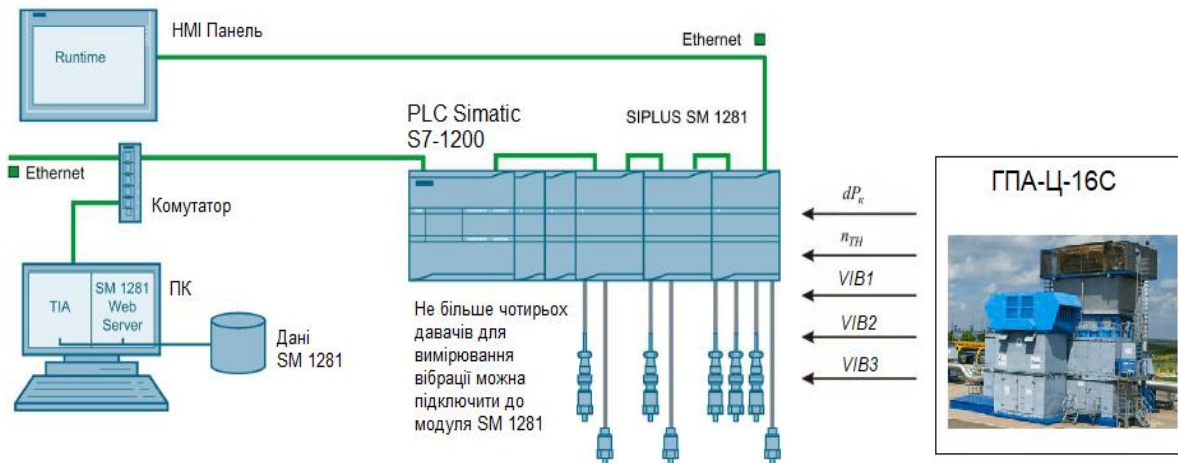 HMI Панель
Runtime
Ethernet
PLC Simatic
S7-1200
SIPLUS SM 1281
Ethernet
Комутатор
ПК
TIA
SM 1281
Web
Server
Дані
SM 1281
Не більше чотирьох
давачів для
вимірювання
вібрації можна
підключити до
модуля SM 1281
dPк
nТН
VIB1
VIB2
VIB3
ГПА-Ц-16С